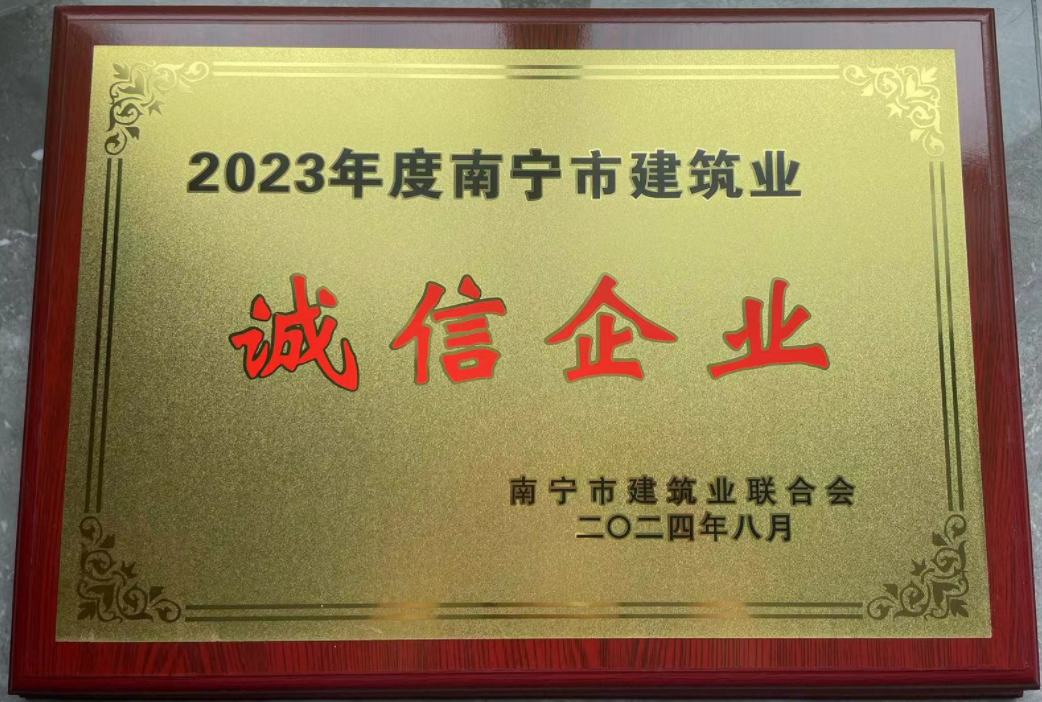 2023年度南宁市建筑业
诚信企业
南宁市建筑业联合会
二〇二四年八月